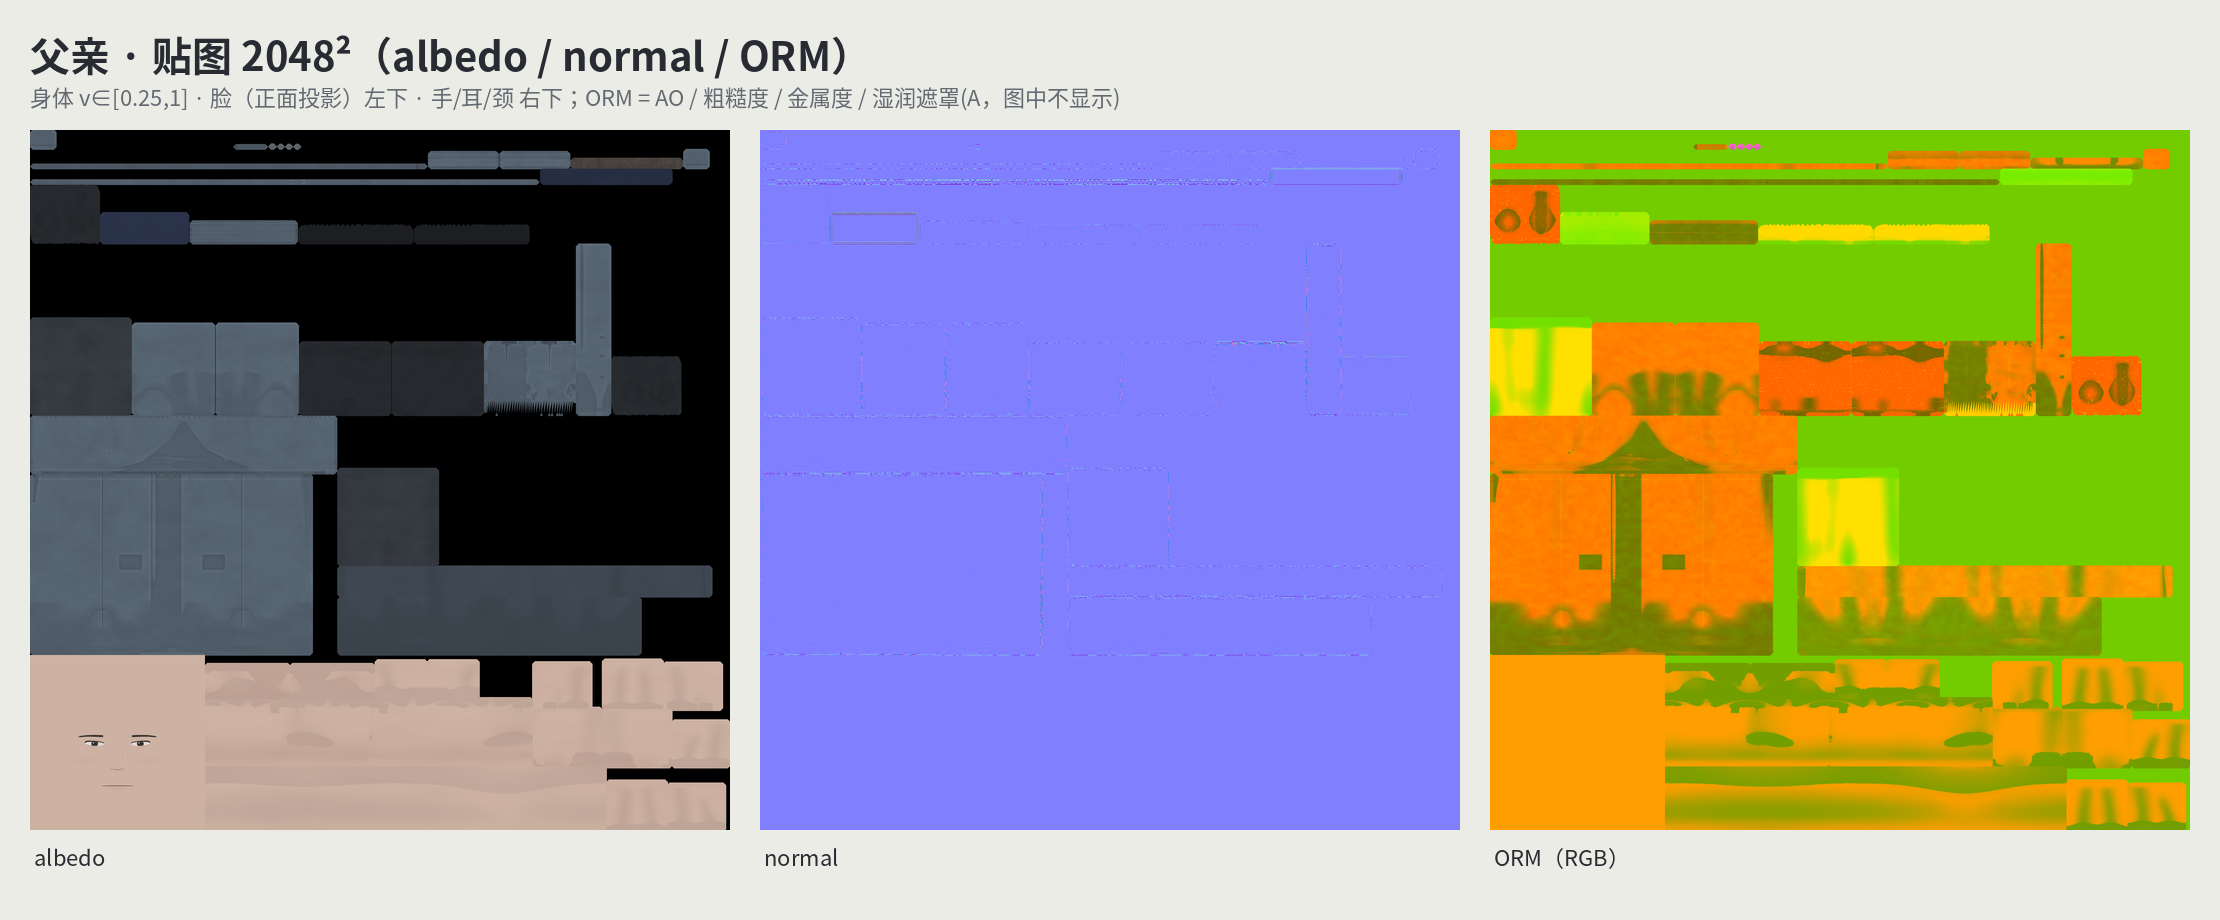 父亲 · 贴图 2048²（albedo / normal / ORM）
身体 v∈[0.25,1] · 脸（正面投影）左下 · 手/耳/颈 右下；ORM = AO / 粗糙度 / 金属度 / 湿润遮罩(A，图中不显示)
albedo
normal
ORM（RGB）